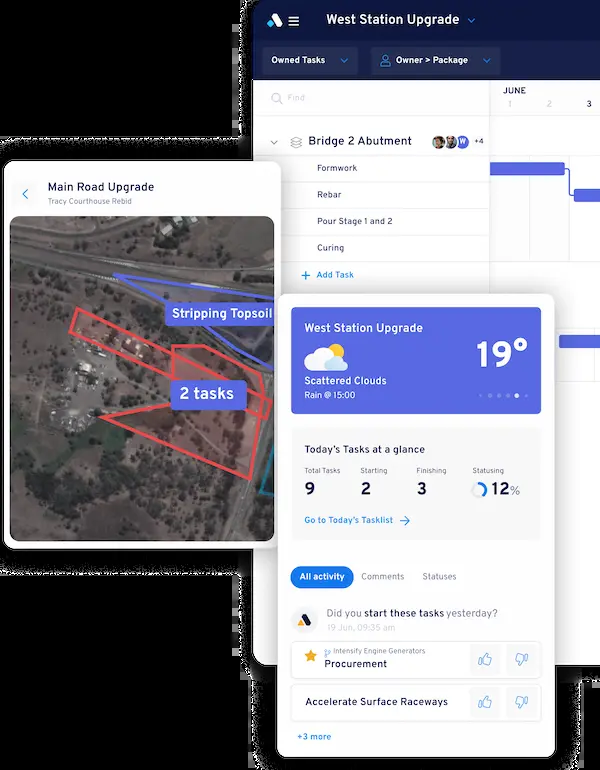 West Station Upgrade
Owned Tasks
Owner > Package
Find
JUNE
1 2 3
Bridge 2 Abutment
W
+4
Formwork
Rebar
Pour Stage 1 and 2
Curing
+ Add Task
Main Road Upgrade
Tracy Courthouse Rebid
Stripping Topsoil
2 tasks
West Station Upgrade
19°
Scattered Clouds
Rain @ 15:00
Today's Tasks at a glance
Total Tasks Starting Finishing Statusing
9 2 3 12%
Go to Today's Tasklist
All activity Comments Statuses
Did you start these tasks yesterday?
19 Jun, 09:35 am
Intensify Engine Generators
Procurement
Accelerate Surface Raceways
+3 more